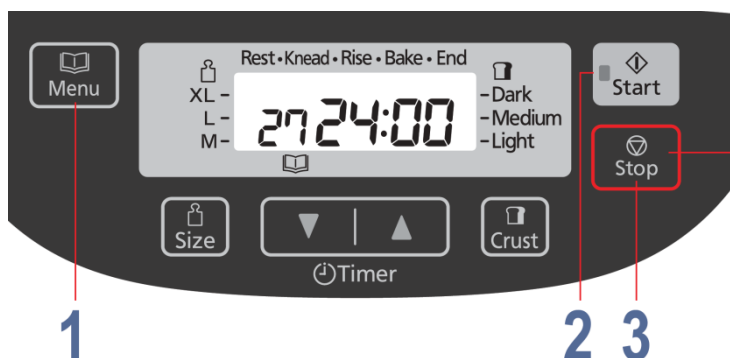 Menu
Rest•Knead•Rise•Bake•End
XL –
L –
M –
27 24:00
– Dark
– Medium
– Light
Start
Stop
Size
Timer
Crust
1
2
3